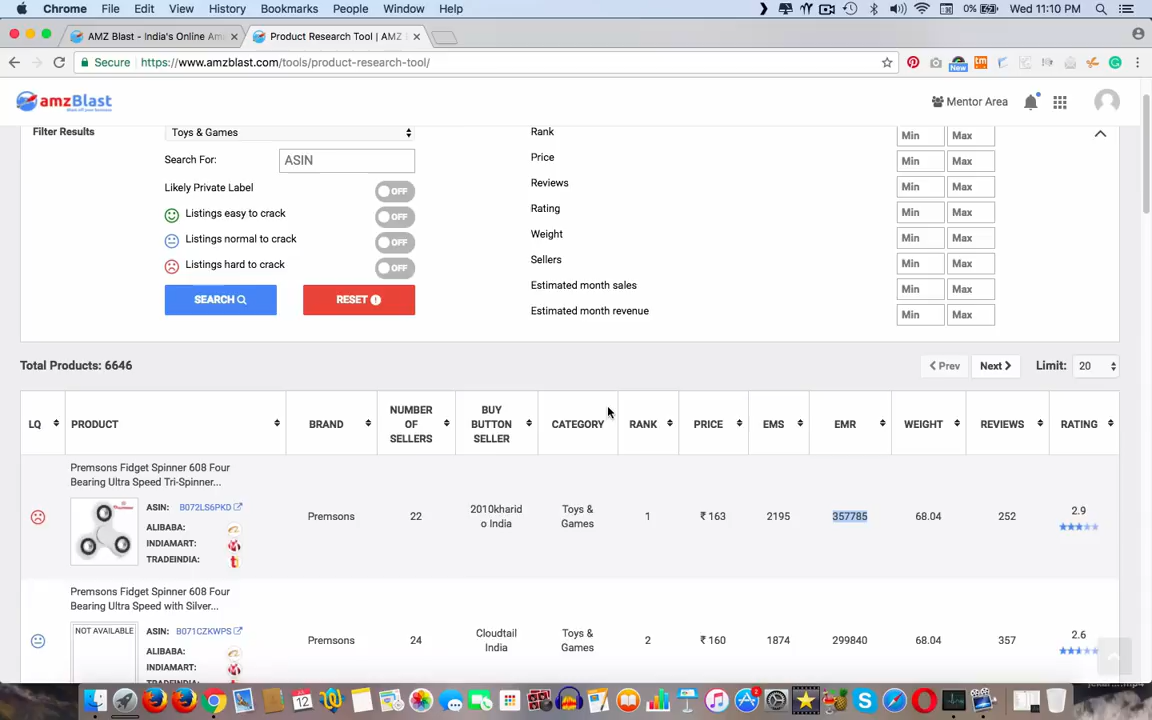 Chrome File Edit View History Bookmarks People Window Help 0% Wed 11:10 PM
AMZ Blast - India's Online Am Product Research Tool | AMZ
Secure https://www.amzblast.com/tools/product-research-tool/
New tm
amzBlast Mentor Area
Filter Results Toys & Games Rank Min Max
Search For: ASIN Price Min Max
Likely Private Label OFF Reviews Min Max
Listings easy to crack OFF Rating Min Max
Listings normal to crack OFF Weight Min Max
Listings hard to crack OFF Sellers Min Max
SEARCH RESET Estimated month sales Min Max
Estimated month revenue Min Max
Total Products: 6646 Prev Next Limit: 20
LQ PRODUCT BRAND NUMBER OF SELLERS BUY BUTTON SELLER CATEGORY RANK PRICE EMS EMR WEIGHT REVIEWS RATING
Premsons Fidget Spinner 608 Four
Bearing Ultra Speed Tri-Spinner...
ASIN: B072LS6PKD
ALIBABA:
INDIAMART:
TRADEINDIA:
Premsons 22 2010kharido India Toys & Games 1 ₹ 163 2195 357785 68.04 252 2.9
Premsons Fidget Spinner 608 Four
Bearing Ultra Speed with Silver...
NOT AVAILABLE
ASIN: B071CZKWPS
ALIBABA:
INDIAMART:
Premsons 24 Cloudtail India Toys & Games 2 ₹ 160 1874 299840 68.04 357 2.6